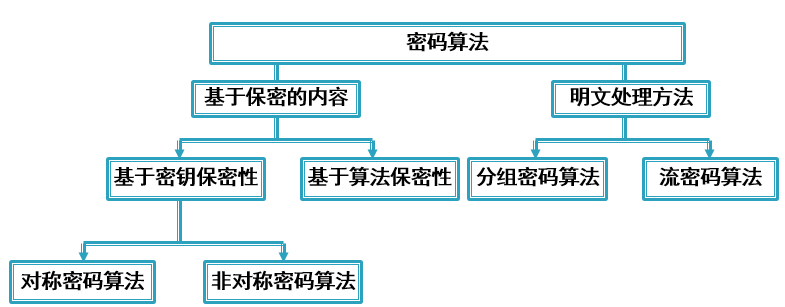 密码算法
基于保密的内容
明文处理方法
基于密钥保密性
基于算法保密性
分组密码算法
流密码算法
对称密码算法
非对称密码算法